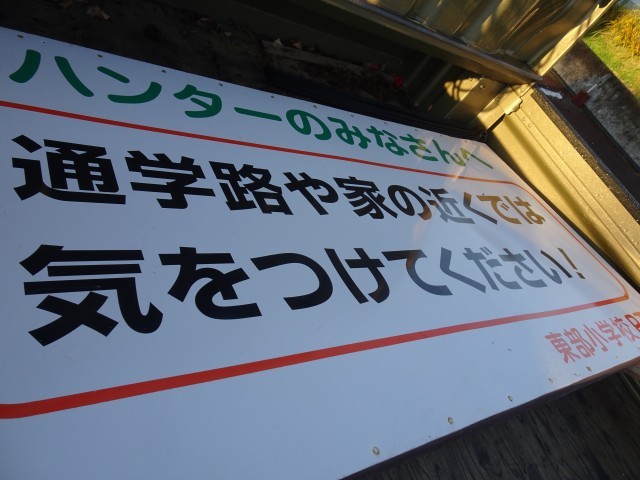 ハンターのみなさんへ
通学路や家の近くでは
気をつけてください!
東部小学校